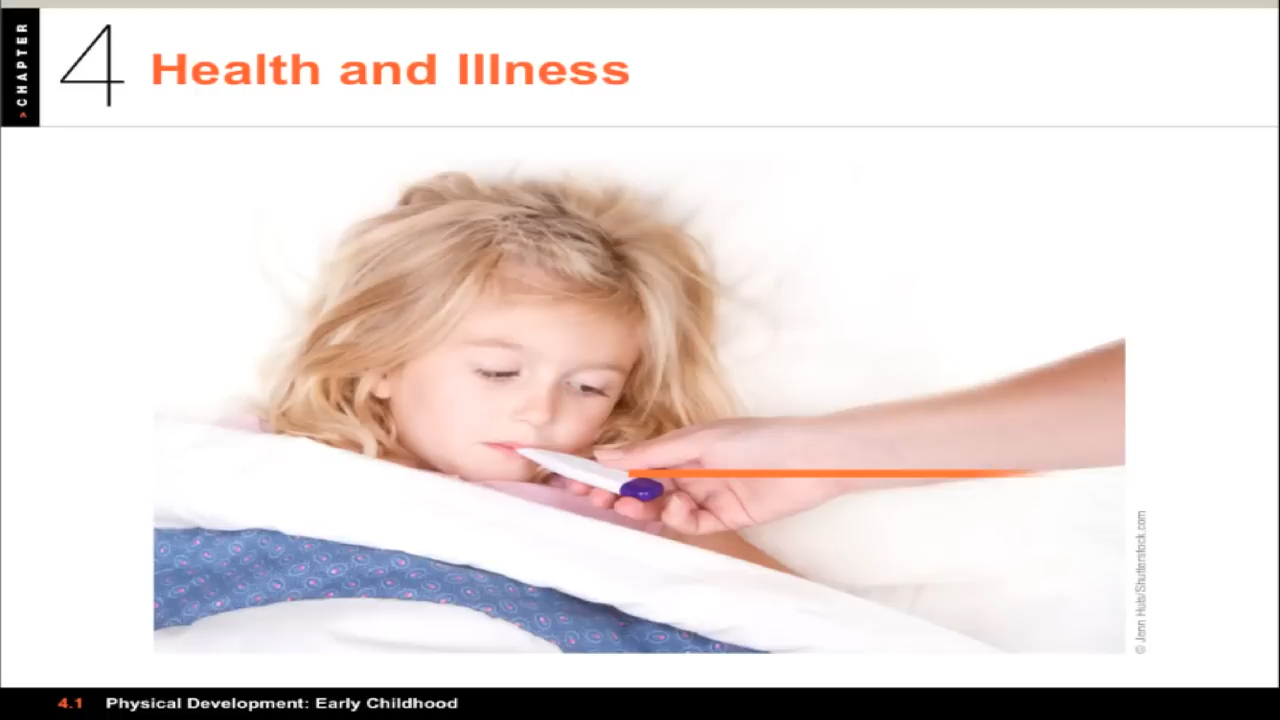 > CHAPTER
4 Health and Illness
© Jenn Huls/Shutterstock.com
4.1 Physical Development: Early Childhood